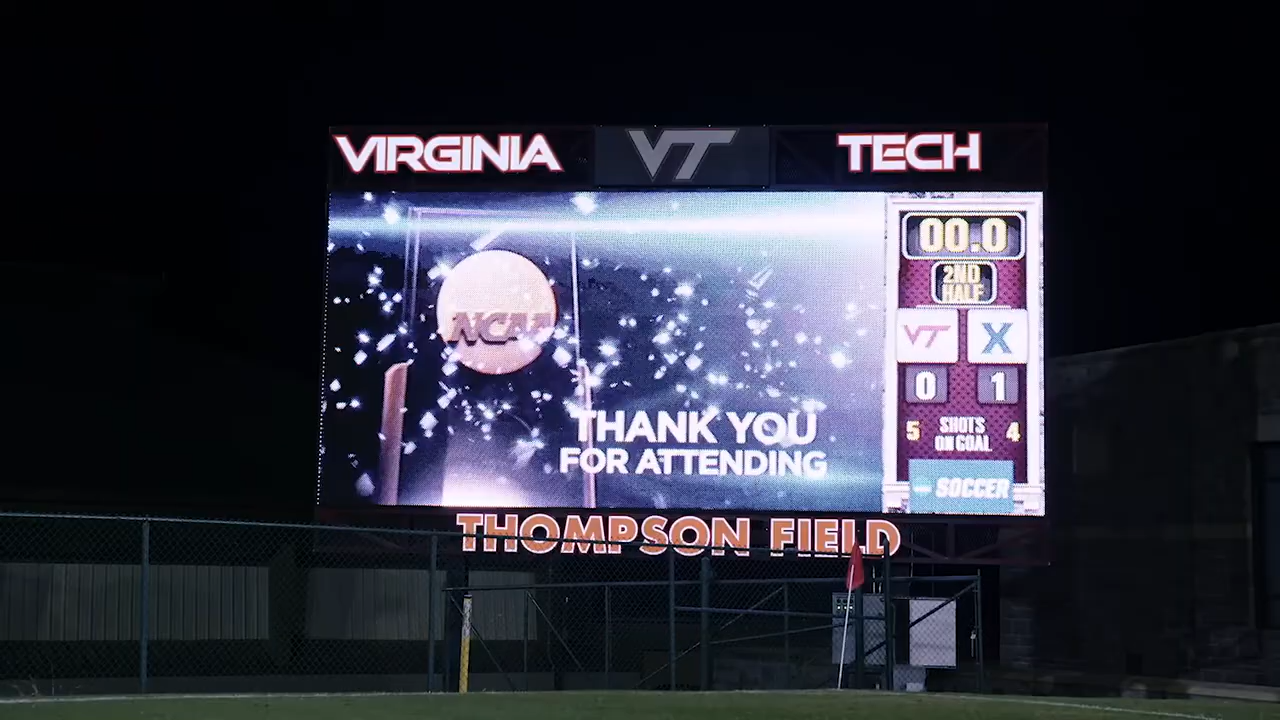 VIRGINIA VT TECH
00.0
2ND
HALF
NCAA
VT X
0 1
THANK YOU
FOR ATTENDING
5 SHOTS ON GOAL 4
SOCCER
THOMPSON FIELD